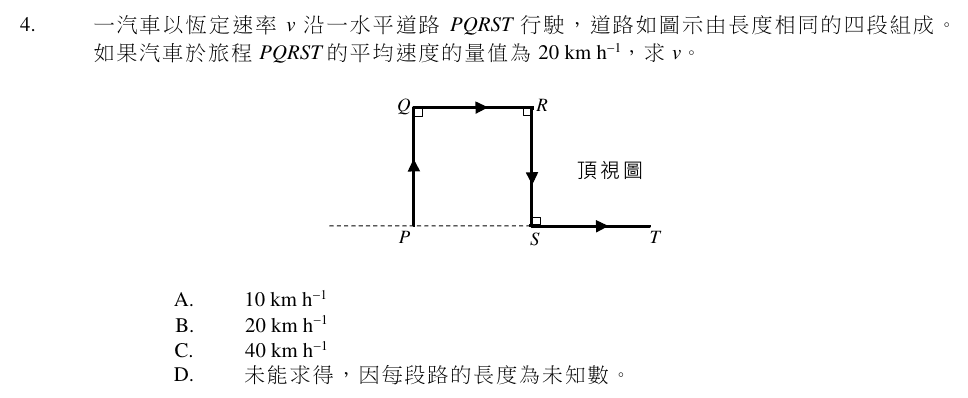 4. 一汽車以恆定速率 v 沿一水平道路 PQRST 行駛，道路如圖示由長度相同的四段組成。
如果汽車於旅程 PQRST 的平均速度的量值為 20 km h⁻¹，求 v。
Q R
頂視圖
P S T
A. 10 km h⁻¹
B. 20 km h⁻¹
C. 40 km h⁻¹
D. 未能求得，因每段路的長度為未知數。